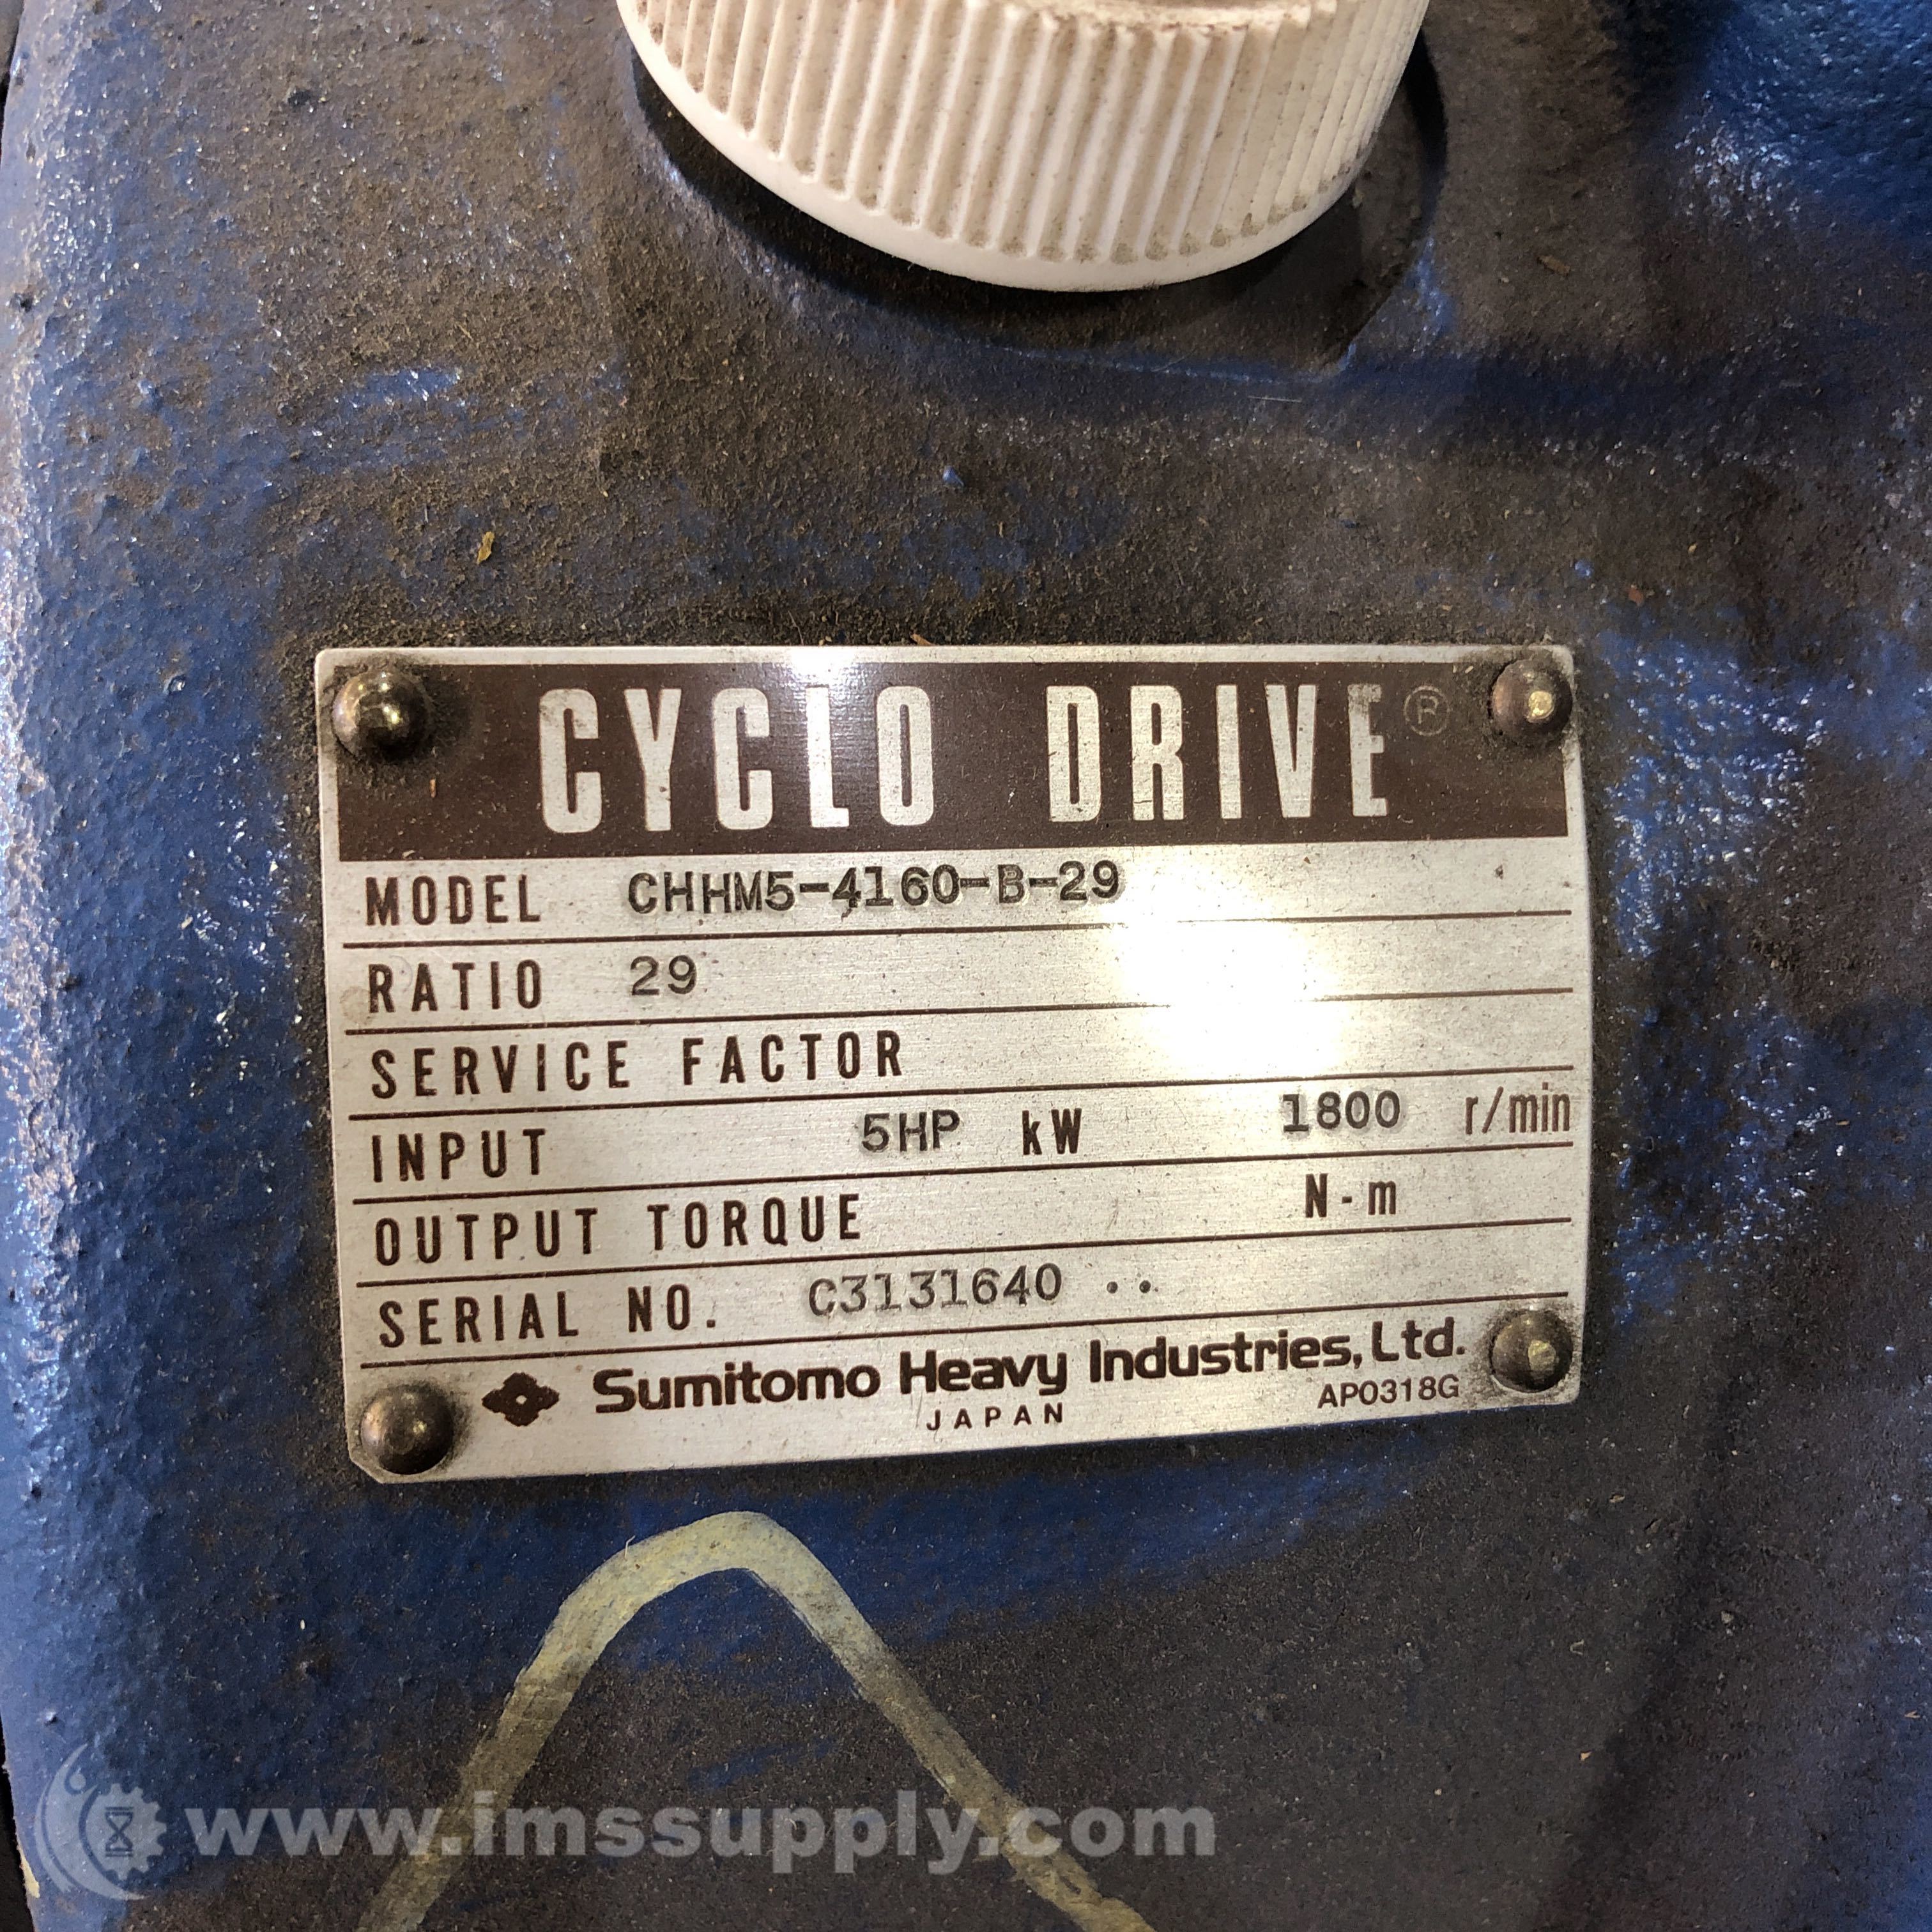 CYCLO DRIVE®
MODEL CHHM5-4160-B-29
RATIO 29
SERVICE FACTOR
INPUT 5HP kW 1800 r/min
OUTPUT TORQUE N-m
SERIAL NO. C3131640 ..
Sumitomo Heavy Industries, Ltd.
JAPAN AP0318G
www.imssupply.com